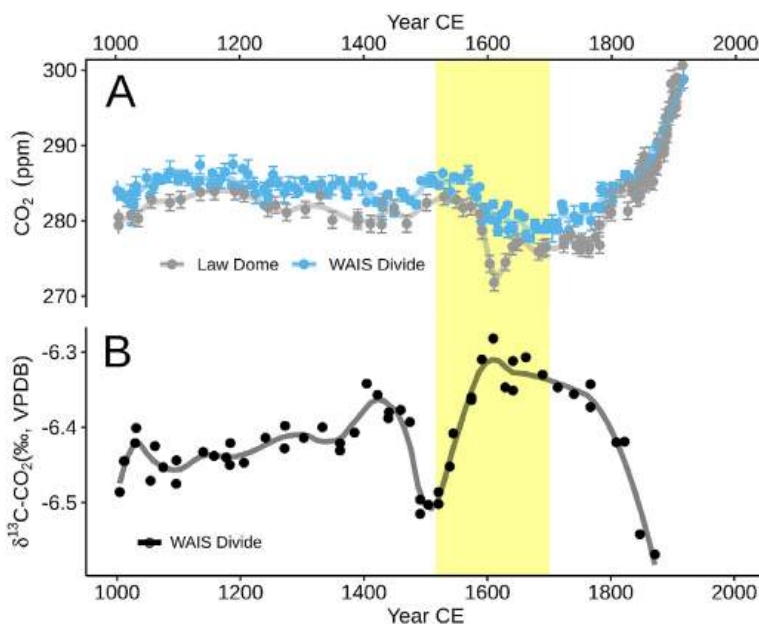 Year CE
1000 1200 1400 1600 1800 2000
A
300
290
280
270
CO₂ (ppm)
Law Dome WAIS Divide
B
-6.3
-6.4
-6.5
δ¹³C-CO₂(‰, VPDB)
WAIS Divide
1000 1200 1400 1600 1800 2000
Year CE